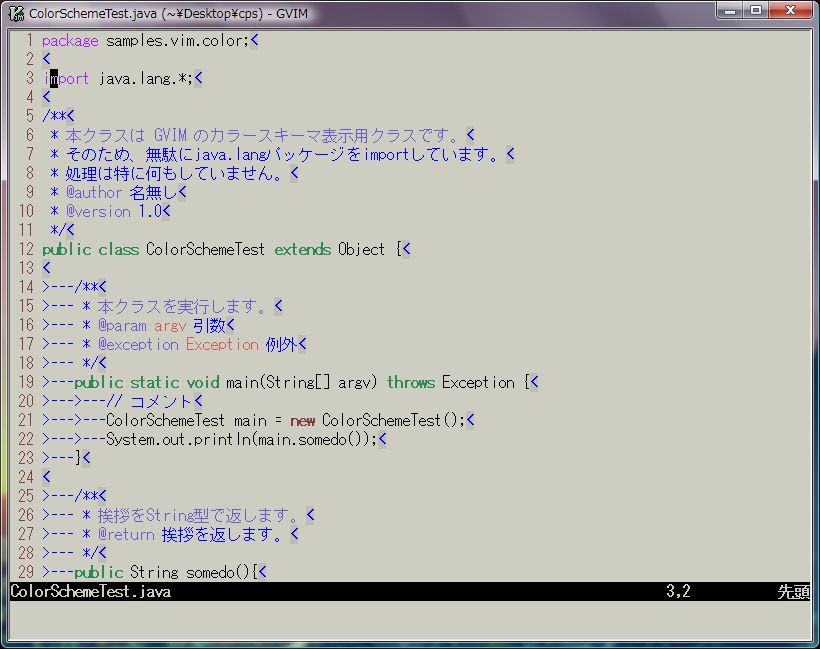 ColorSchemeTest.java (~¥Desktop¥cps) - GVIM
1 package samples.vim.color;<
2 <
3 import java.lang.*;<
4 <
5 /**<
6  * 本クラスは GVIM のカラースキーマ表示用クラスです。<
7  * そのため、無駄にjava.langパッケージをimportしています。<
8  * 処理は特に何もしていません。<
9  * @author 名無し<
10  * @version 1.0<
11  */<
12 public class ColorSchemeTest extends Object {<
13 <
14 >---/**<
15 >--- * 本クラスを実行します。<
16 >--- * @param argv 引数<
17 >--- * @exception Exception 例外<
18 >--- */<
19 >---public static void main(String[] argv) throws Exception {<
20 >--->---// コメント<
21 >--->---ColorSchemeTest main = new ColorSchemeTest();<
22 >--->---System.out.println(main.somedo());<
23 >---}<
24 <
25 >---/**<
26 >--- * 挨拶をString型で返します。<
27 >--- * @return 挨拶を返します。<
28 >--- */<
29 >---public String somedo(){<
ColorSchemeTest.java 3,2 先頭